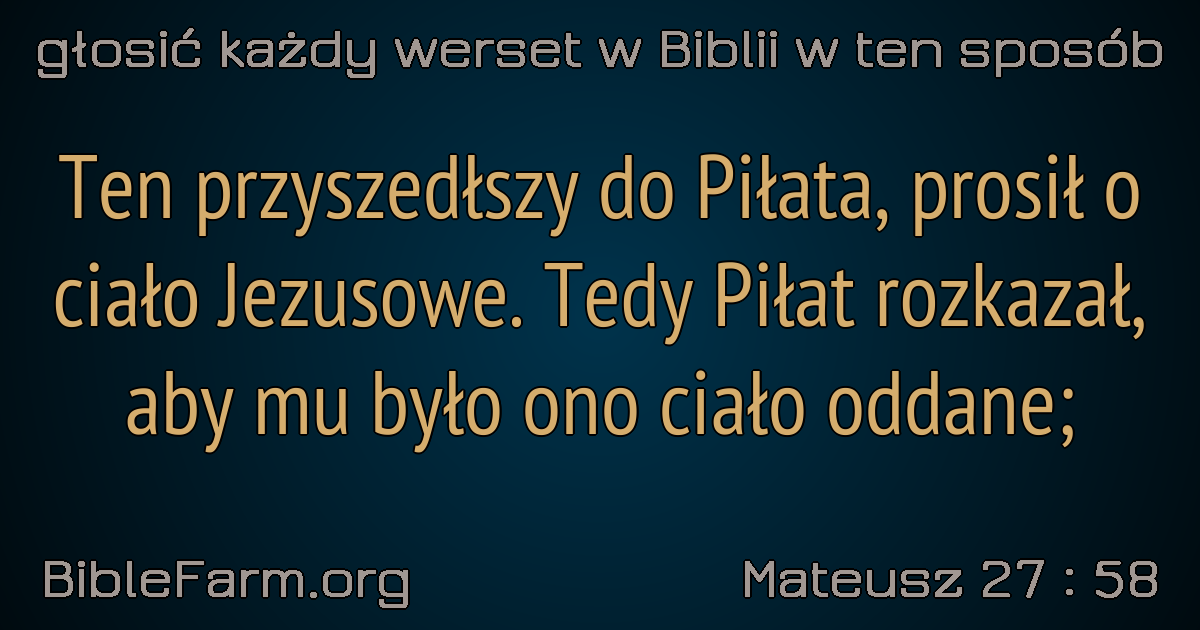 głosić każdy werset w Biblii w ten sposób
Ten przyszedłszy do Piłata, prosił o
ciało Jezusowe. Tedy Piłat rozkazał,
aby mu było ono ciało oddane;
BibleFarm.org
Mateusz 27 : 58